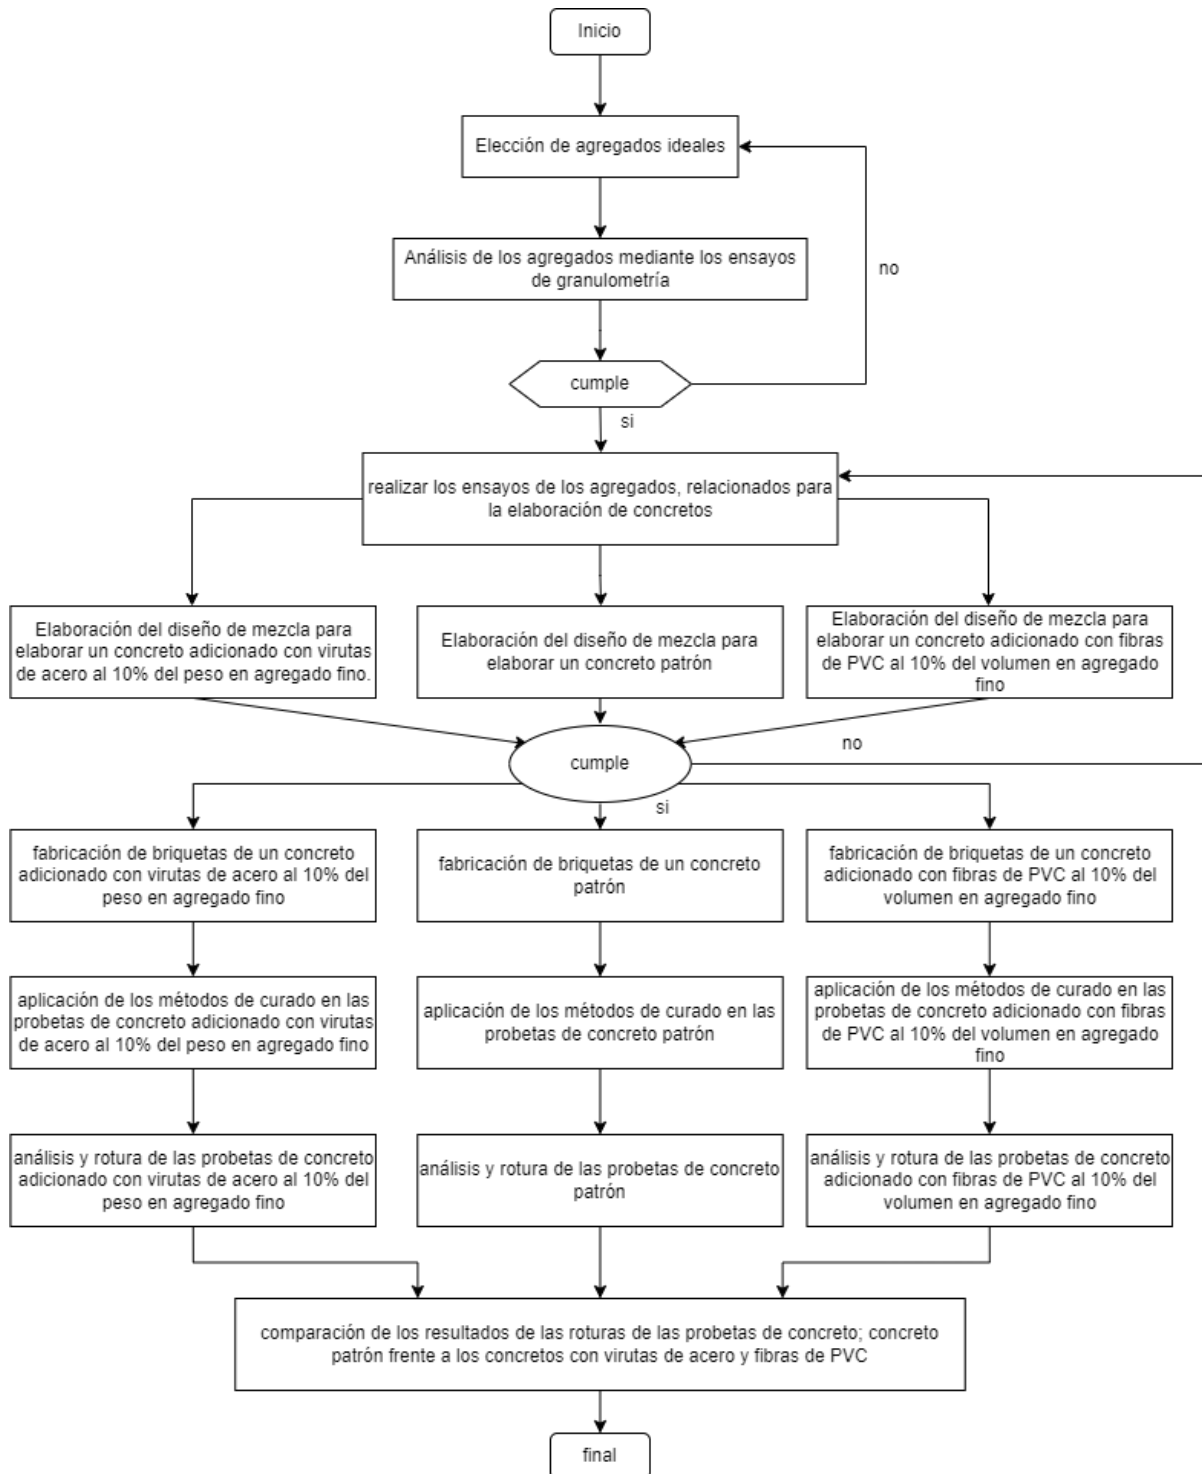 Inicio
Elección de agregados ideales
no
Análisis de los agregados mediante los ensayos
de granulometría
cumple
si
realizar los ensayos de los agregados, relacionados para
la elaboración de concretos
Elaboración del diseño de mezcla para
elaborar un concreto adicionado con virutas
de acero al 10% del peso en agregado fino.
Elaboración del diseño de mezcla para
elaborar un concreto patrón
Elaboración del diseño de mezcla para
elaborar un concreto adicionado con fibras
de PVC al 10% del volumen en agregado
fino
no
cumple
si
fabricación de briquetas de un concreto
adicionado con virutas de acero al 10% del
peso en agregado fino
fabricación de briquetas de un concreto
patrón
fabricación de briquetas de un concreto
adicionado con fibras de PVC al 10% del
volumen en agregado fino
aplicación de los métodos de curado en las
probetas de concreto adicionado con virutas
de acero al 10% del peso en agregado fino
aplicación de los métodos de curado en las
probetas de concreto patrón
aplicación de los métodos de curado en las
probetas de concreto adicionado con fibras
de PVC al 10% del volumen en agregado
fino
análisis y rotura de las probetas de concreto
adicionado con virutas de acero al 10% del
peso en agregado fino
análisis y rotura de las probetas de concreto
patrón
análisis y rotura de las probetas de concreto
adicionado con fibras de PVC al 10% del
volumen en agregado fino
comparación de los resultados de las roturas de las probetas de concreto; concreto
patrón frente a los concretos con virutas de acero y fibras de PVC
final